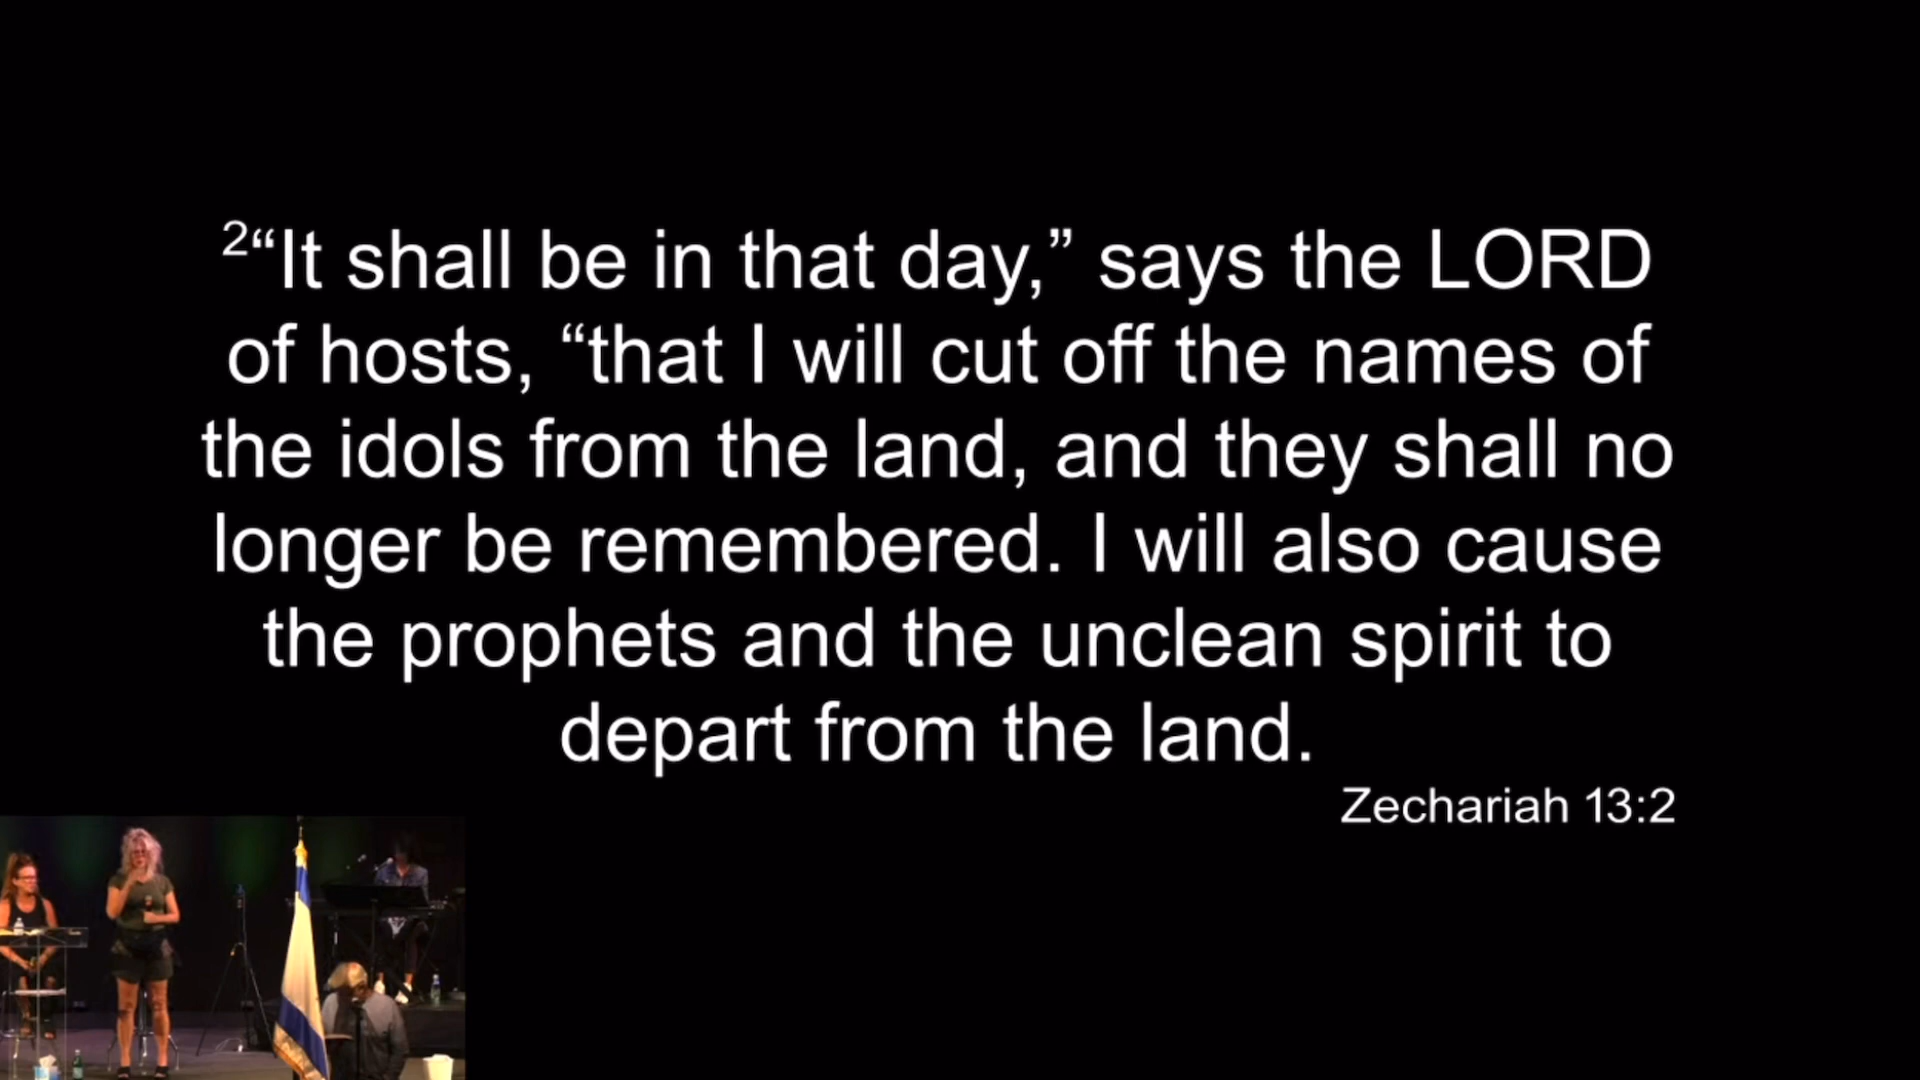 ²“It shall be in that day,” says the LORD
of hosts, “that I will cut off the names of
the idols from the land, and they shall no
longer be remembered. I will also cause
the prophets and the unclean spirit to
depart from the land.
Zechariah 13:2